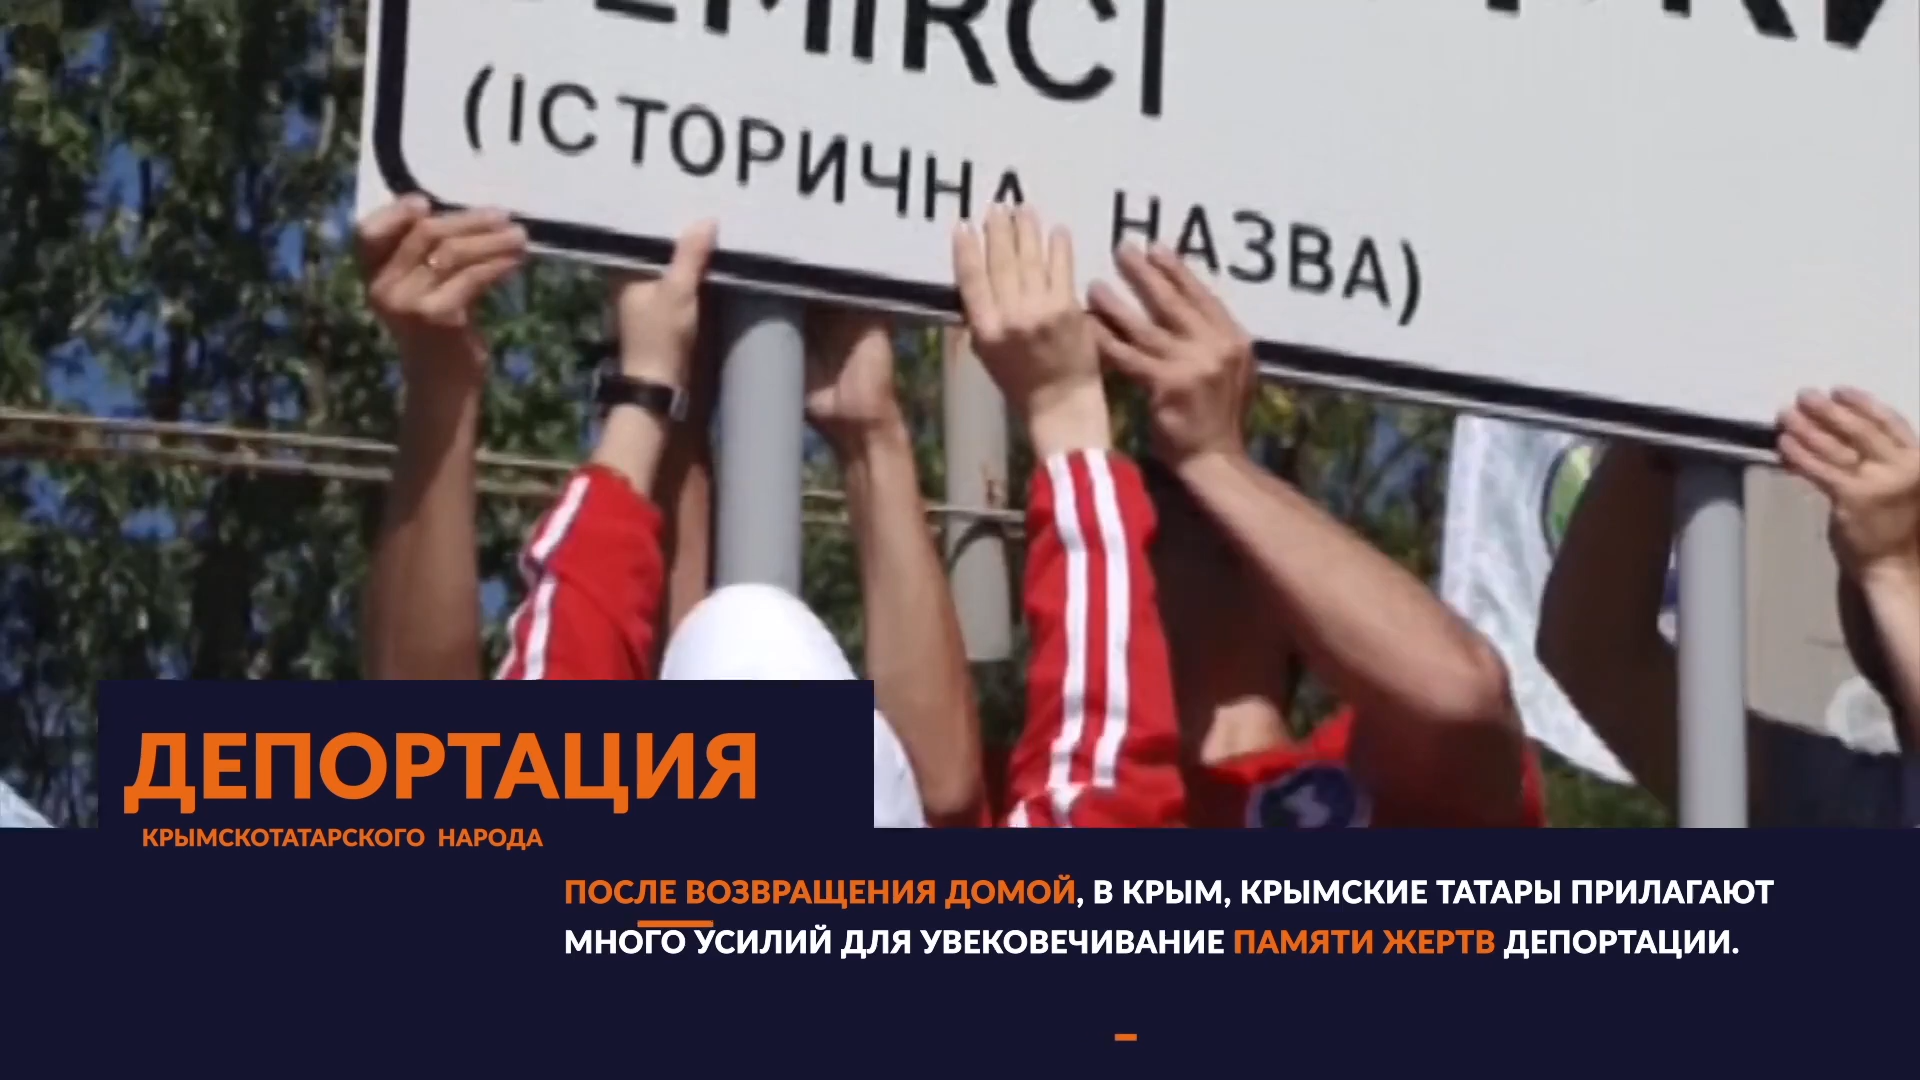 (ІСТОРИЧНА НАЗВА)
ДЕПОРТАЦИЯ
КРЫМСКОТАТАРСКОГО НАРОДА
ПОСЛЕ ВОЗВРАЩЕНИЯ ДОМОЙ, В КРЫМ, КРЫМСКИЕ ТАТАРЫ ПРИЛАГАЮТ
МНОГО УСИЛИЙ ДЛЯ УВЕКОВЕЧИВАНИЕ ПАМЯТИ ЖЕРТВ ДЕПОРТАЦИИ.